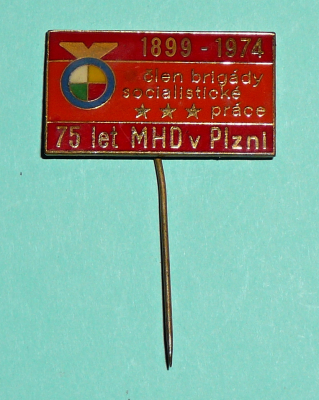 1899 - 1974
člen brigády
socialistické
práce
75 let MHD v Plzni